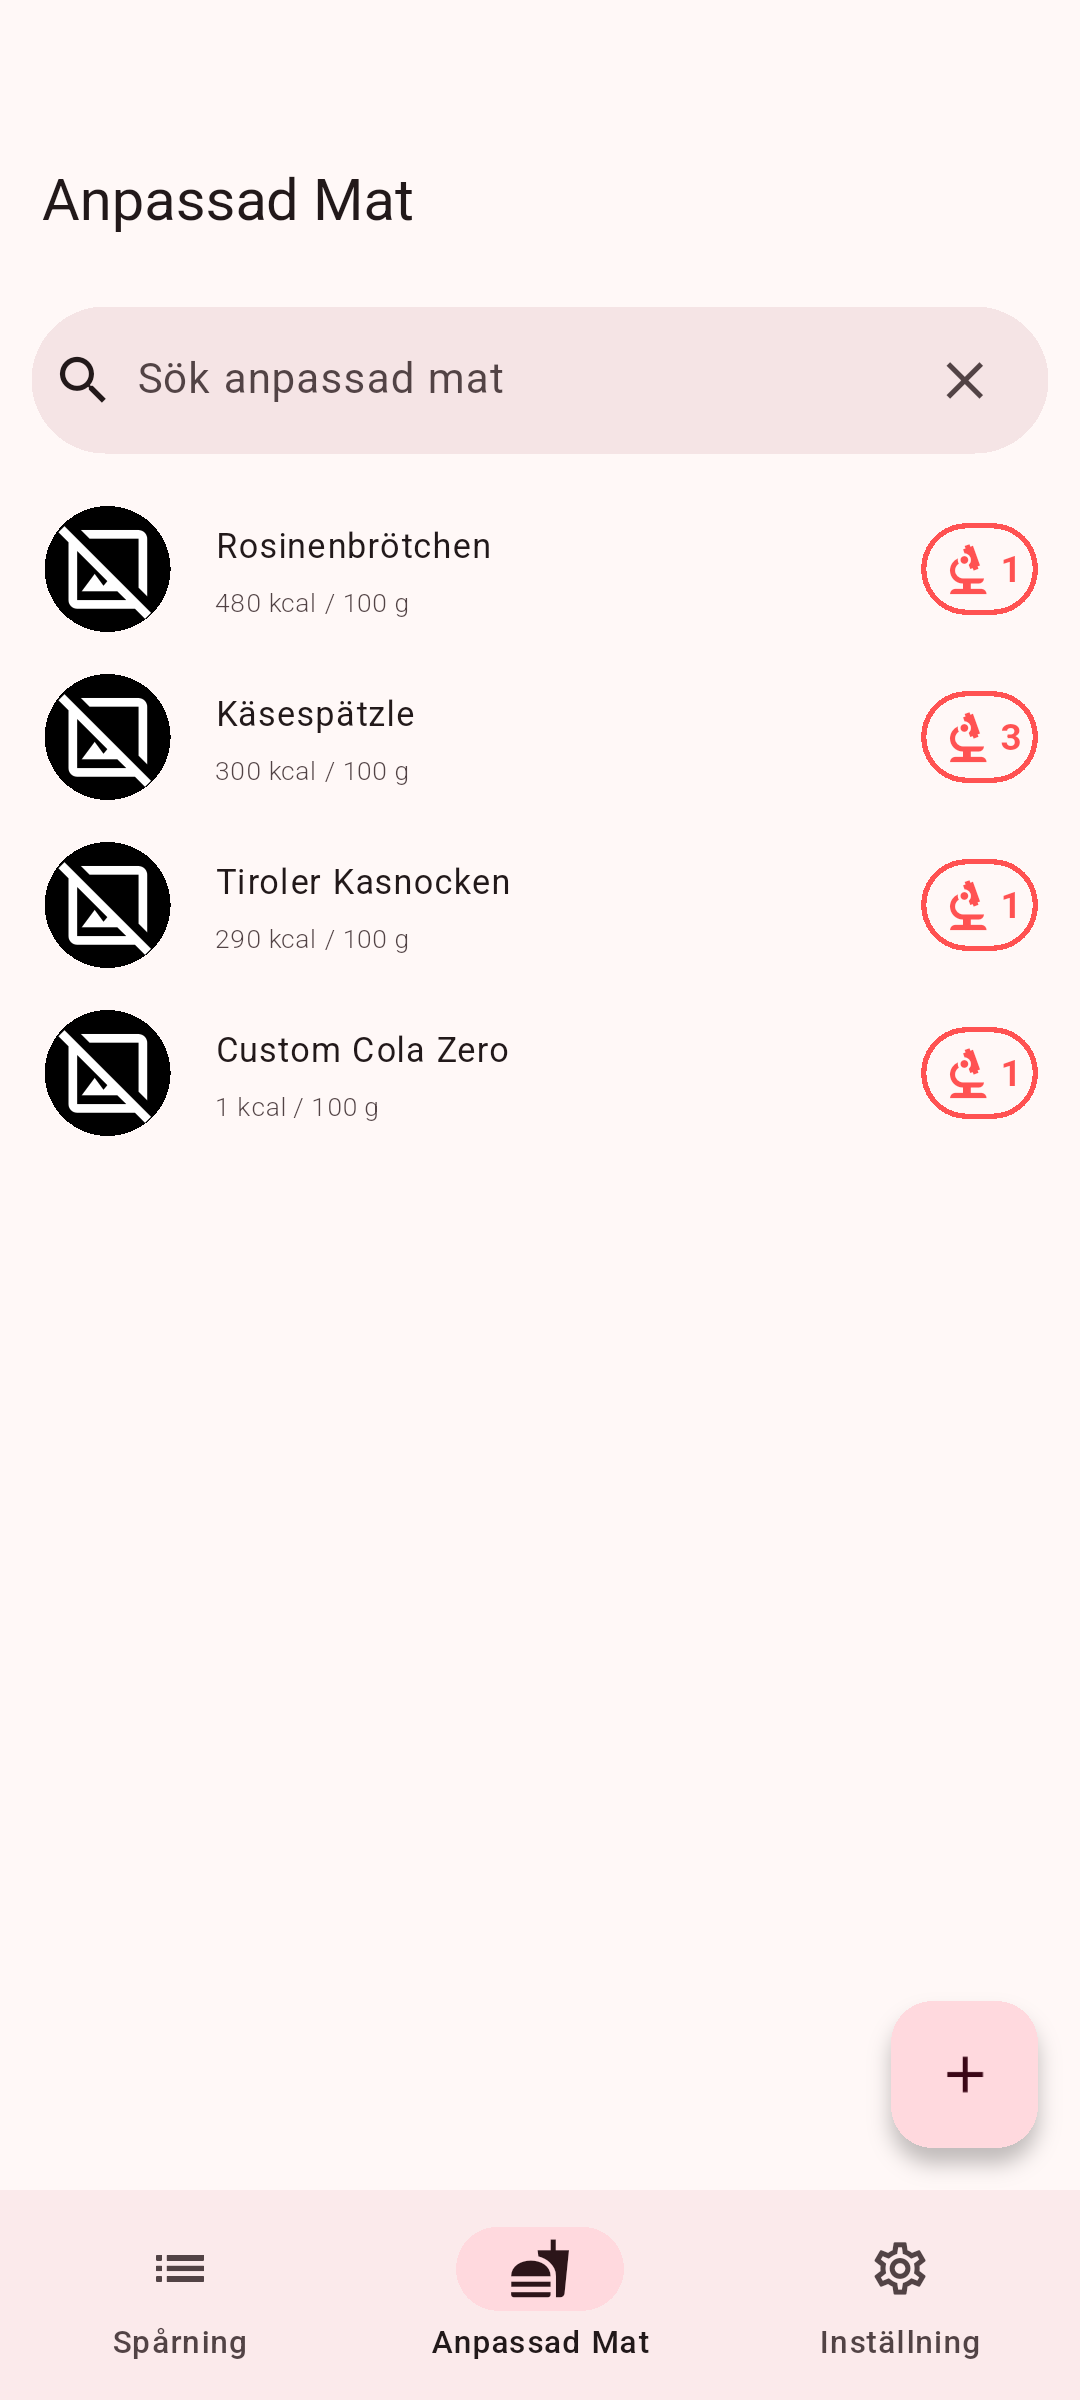 Anpassad Mat
Sök anpassad mat
Rosinenbrötchen
480 kcal / 100 g
1
Käsespätzle
300 kcal / 100 g
3
Tiroler Kasnocken
290 kcal / 100 g
1
Custom Cola Zero
1 kcal / 100 g
1
Spårning
Anpassad Mat
Inställning